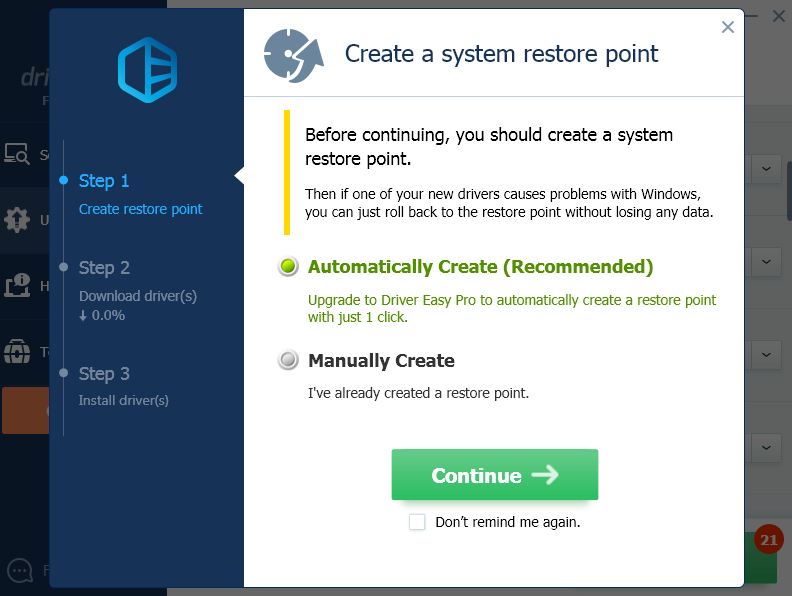 Create a system restore point
Before continuing, you should create a system
restore point.
Then if one of your new drivers causes problems with Windows,
you can just roll back to the restore point without losing any data.
Step 1
Create restore point
Step 2
Download driver(s)
0.0%
Step 3
Install driver(s)
Automatically Create (Recommended)
Upgrade to Driver Easy Pro to automatically create a restore point
with just 1 click.
Manually Create
I've already created a restore point.
Continue
Don't remind me again.
21